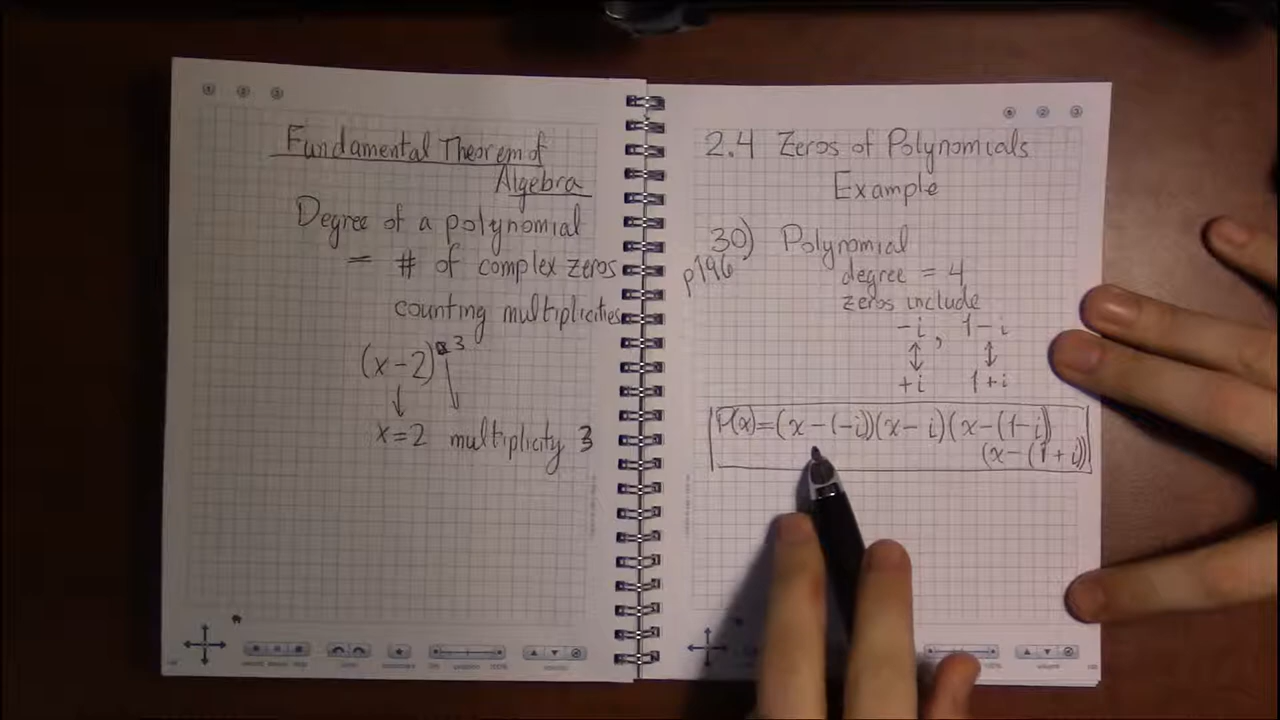 Fundamental Theorem of
Algebra
Degree of a polynomial
= # of complex zeros
counting multiplicities
(x-2)³
x=2 multiplicity 3
2.4 Zeros of Polynomials
Example
30) Polynomial
p196
degree = 4
zeros include
-i, 1-i
+i 1+i
P(x)=(x-(-i))(x-i)(x-(1-i)
(x-(1+i))